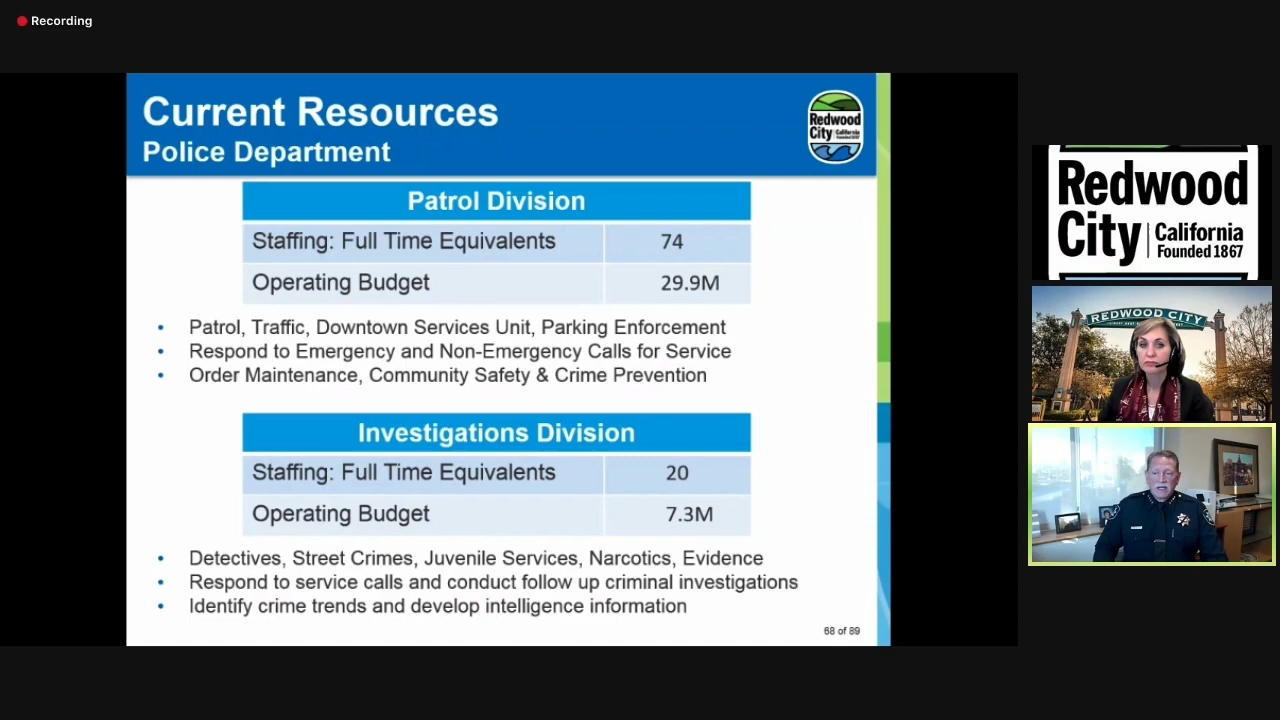 Recording
Current Resources
Police Department
Redwood
City California
Founded 1867
Patrol Division
Staffing: Full Time Equivalents 74
Operating Budget 29.9M
• Patrol, Traffic, Downtown Services Unit, Parking Enforcement
• Respond to Emergency and Non-Emergency Calls for Service
• Order Maintenance, Community Safety & Crime Prevention
Investigations Division
Staffing: Full Time Equivalents 20
Operating Budget 7.3M
• Detectives, Street Crimes, Juvenile Services, Narcotics, Evidence
• Respond to service calls and conduct follow up criminal investigations
• Identify crime trends and develop intelligence information
68 of 89
Redwood
City California
Founded 1867
REDWOOD CITY